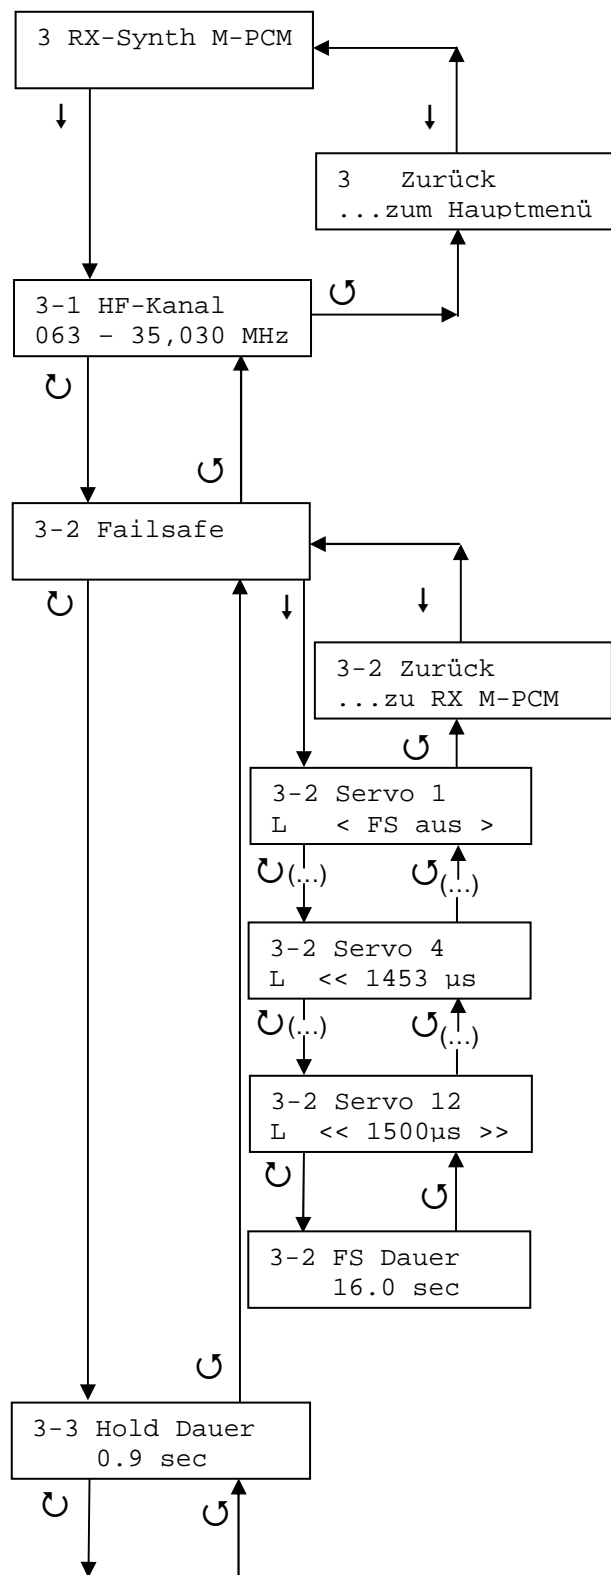 3 RX-Synth M-PCM
3 Zurück
...zum Hauptmenü
3-1 HF-Kanal
063 – 35,030 MHz
3-2 Failsafe
3-2 Zurück
...zu RX M-PCM
3-2 Servo 1
L < FS aus >
(...) (...)
3-2 Servo 4
L << 1453 µs
(...) (...)
3-2 Servo 12
L << 1500µs >>
3-2 FS Dauer
16.0 sec
3-3 Hold Dauer
0.9 sec